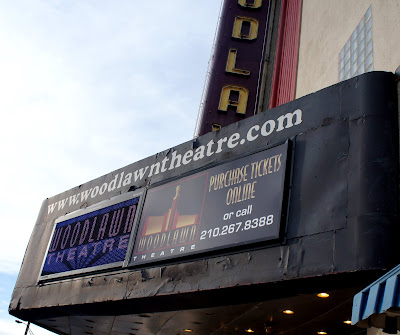 ODLA
www.woodlawntheatre.com
WOODLAWN
THEATRE
WOODLAWN
THEATRE
PURCHASE TICKETS
ONLINE
or call
210.267.8388